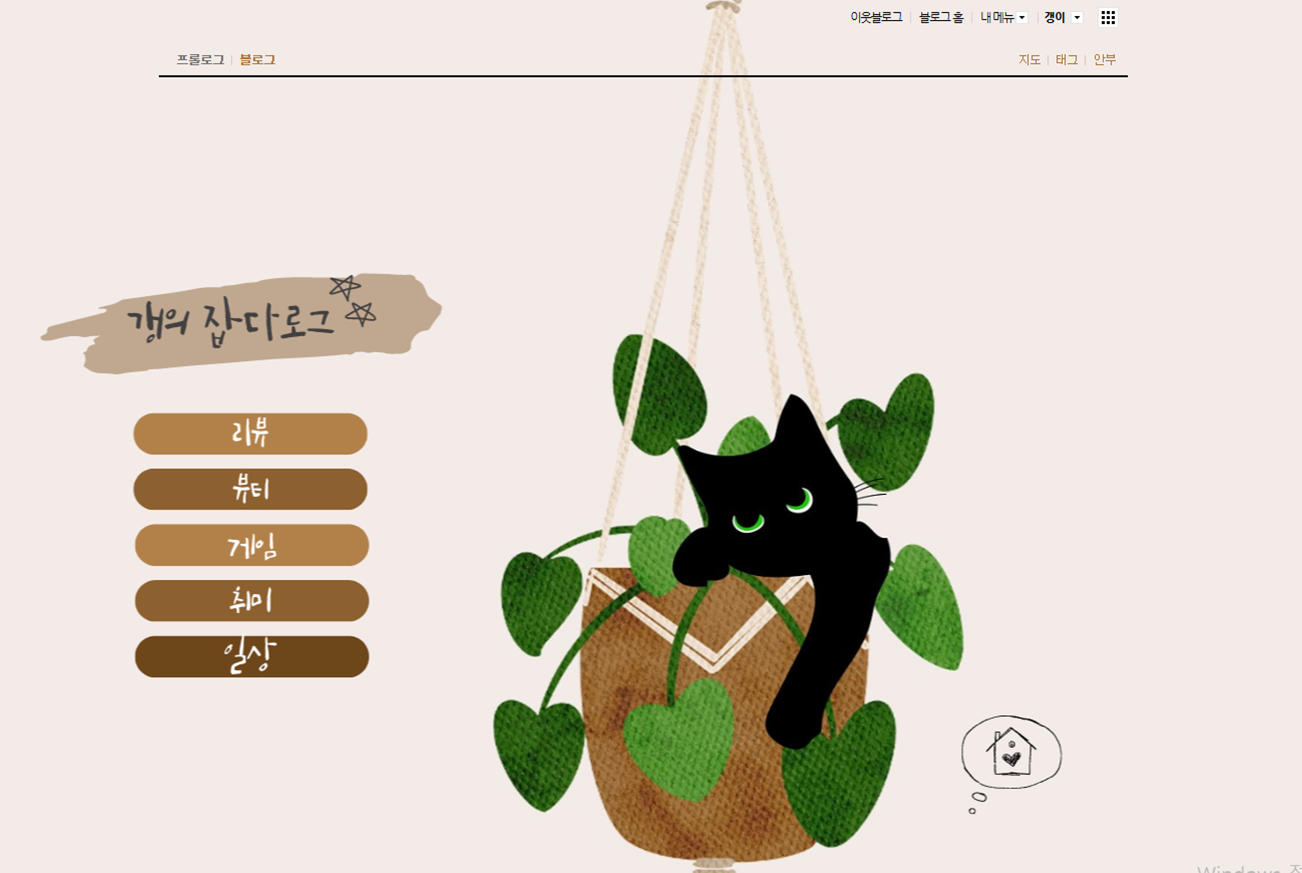 이웃블로그 | 블로그 홈 | 내 메뉴 | 갱이
프롤로그 | 블로그
지도 | 태그 | 안부
갱의 잡다로그
리뷰
뷰티
게임
취미
일상
Windows 정